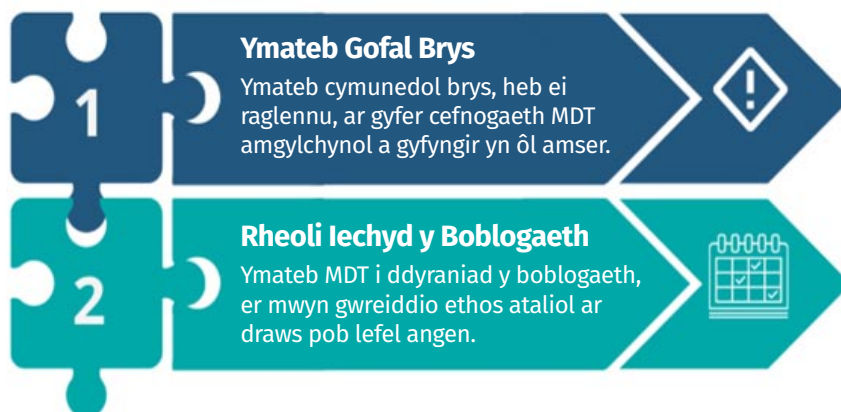 1
Ymateb Gofal Brys
Ymateb cymunedol brys, heb ei
raglennu, ar gyfer cefnogaeth MDT
amgylchynol a gyfyngir yn ôl amser.
2
Rheoli Iechyd y Boblogaeth
Ymateb MDT i ddyraniad y boblogaeth,
er mwyn gwreiddio ethos ataliol ar
draws pob lefel angen.